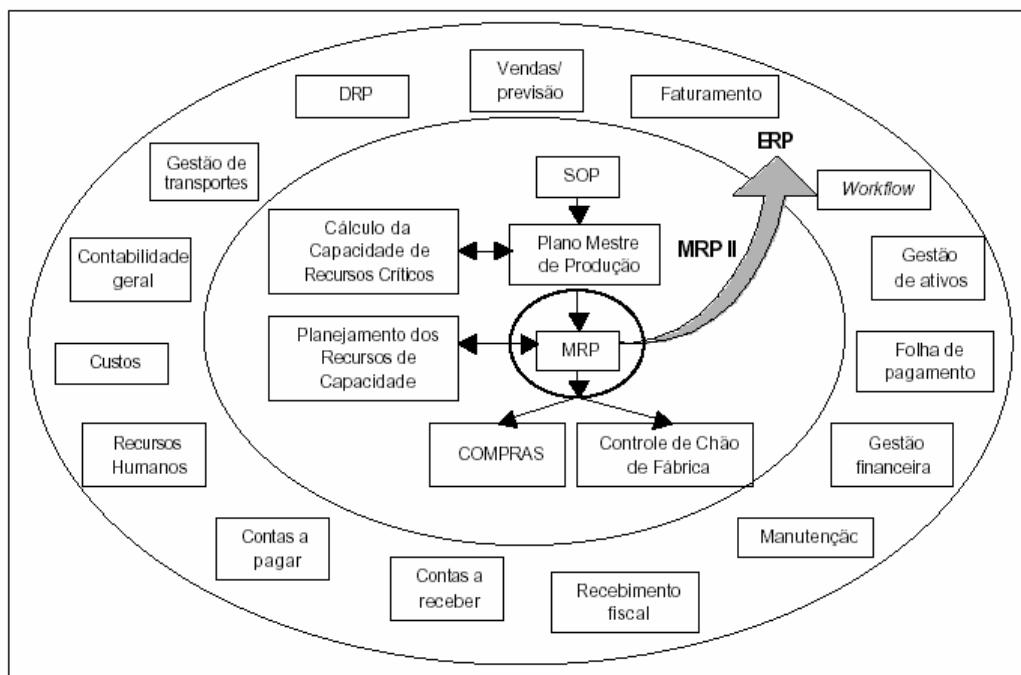 Vendas/
previsão
DRP
Faturamento
ERP
Gestão de
transportes
SOP
Workflow
Cálculo da
Capacidade de
Recursos Críticos
Plano Mestre
de Produção
MRP II
Contabilidade
geral
Gestão
de ativos
Planejamento dos
Recursos de
Capacidade
MRP
Custos
Folha de
pagamento
Recursos
Humanos
COMPRAS
Controle de Chão
de Fábrica
Gestão
financeira
Contas a
pagar
Manutenção
Contas a
receber
Recebimento
fiscal